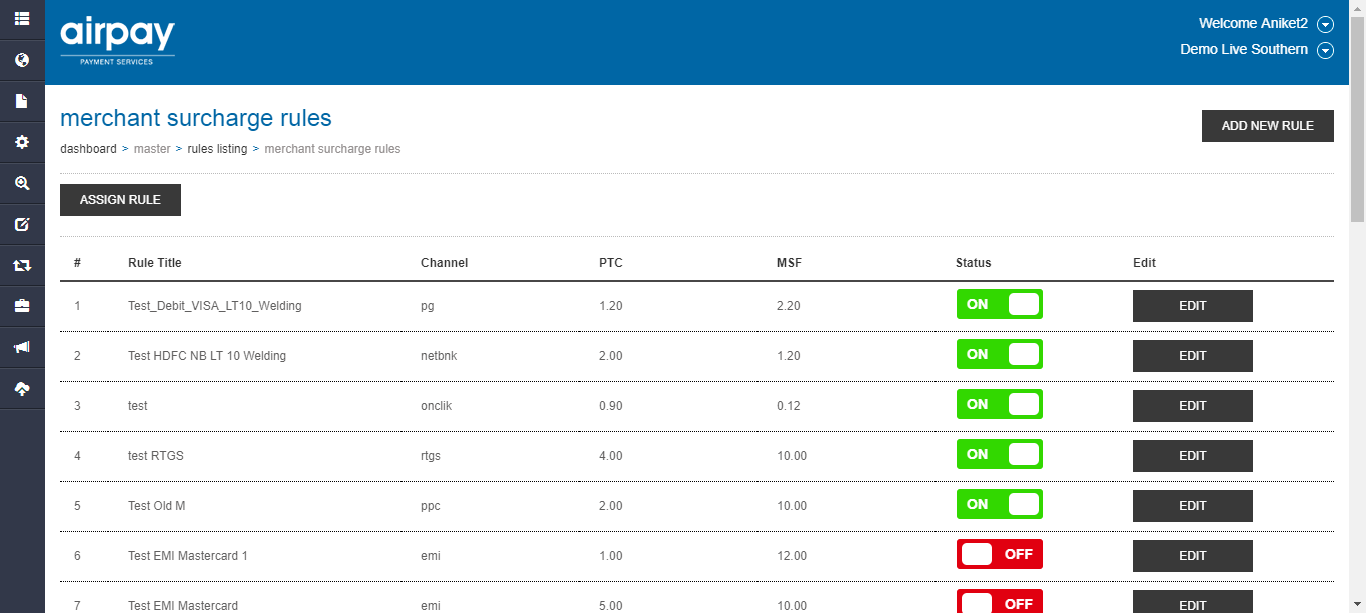 airpay
PAYMENT SERVICES
Welcome Aniket2
Demo Live Southern
merchant surcharge rules
ADD NEW RULE
dashboard > master > rules listing > merchant surcharge rules
ASSIGN RULE
# Rule Title Channel PTC MSF Status Edit
1 Test_Debit_VISA_LT10_Welding pg 1.20 2.20 ON EDIT
2 Test HDFC NB LT 10 Welding netbnk 2.00 1.20 ON EDIT
3 test onclik 0.90 0.12 ON EDIT
4 test RTGS rtgs 4.00 10.00 ON EDIT
5 Test Old M ppc 2.00 10.00 ON EDIT
6 Test EMI Mastercard 1 emi 1.00 12.00 OFF EDIT
7 Test EMI Mastercard emi 5.00 10.00 OFF EDIT